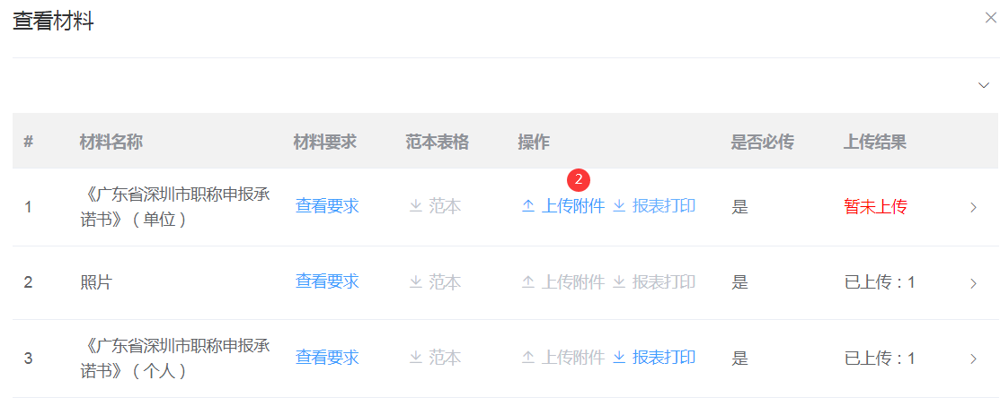 查看材料
# 材料名称 材料要求 范本表格 操作 是否必传 上传结果
2
《广东省深圳市职称申报承
1 查看要求 范本 上传附件 报表打印 是 暂未上传
诺书》（单位）
2 照片 查看要求 范本 上传附件 报表打印 是 已上传：1
《广东省深圳市职称申报承
3 查看要求 范本 上传附件 报表打印 是 已上传：1
诺书》（个人）